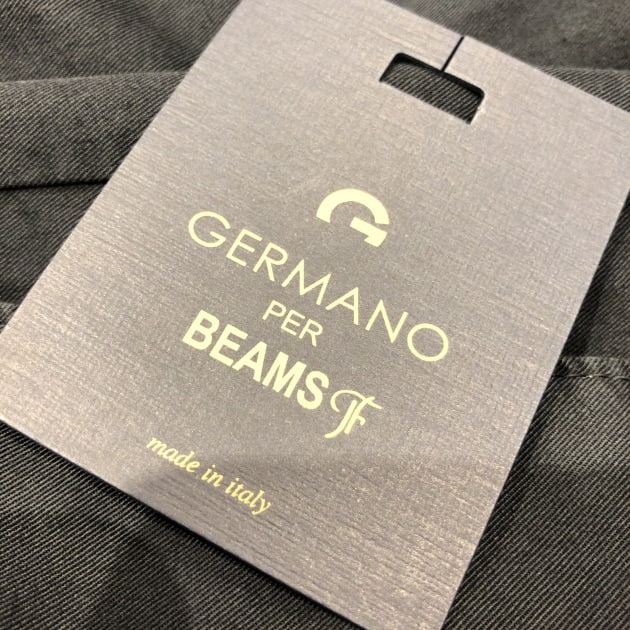 G
GERMANO
PER
BEAMS F
made in italy